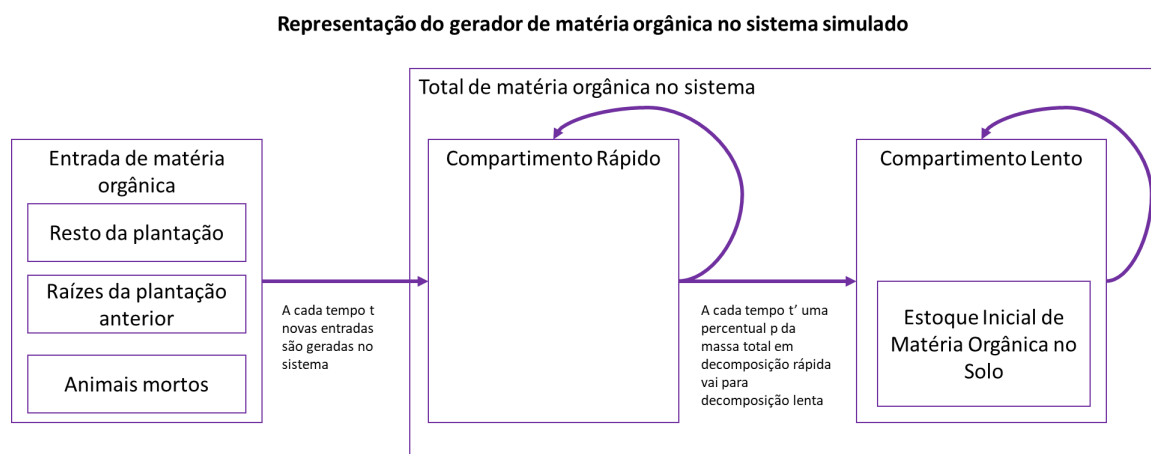 Representação do gerador de matéria orgânica no sistema simulado
Total de matéria orgânica no sistema
Entrada de matéria
orgânica
Resto da plantação
Raízes da plantação
anterior
Animais mortos
A cada tempo t
novas entradas
são geradas no
sistema
Compartimento Rápido
A cada tempo t’ uma
percentual p da
massa total em
decomposição rápida
vai para
decomposição lenta
Compartimento Lento
Estoque Inicial de
Matéria Orgânica no
Solo